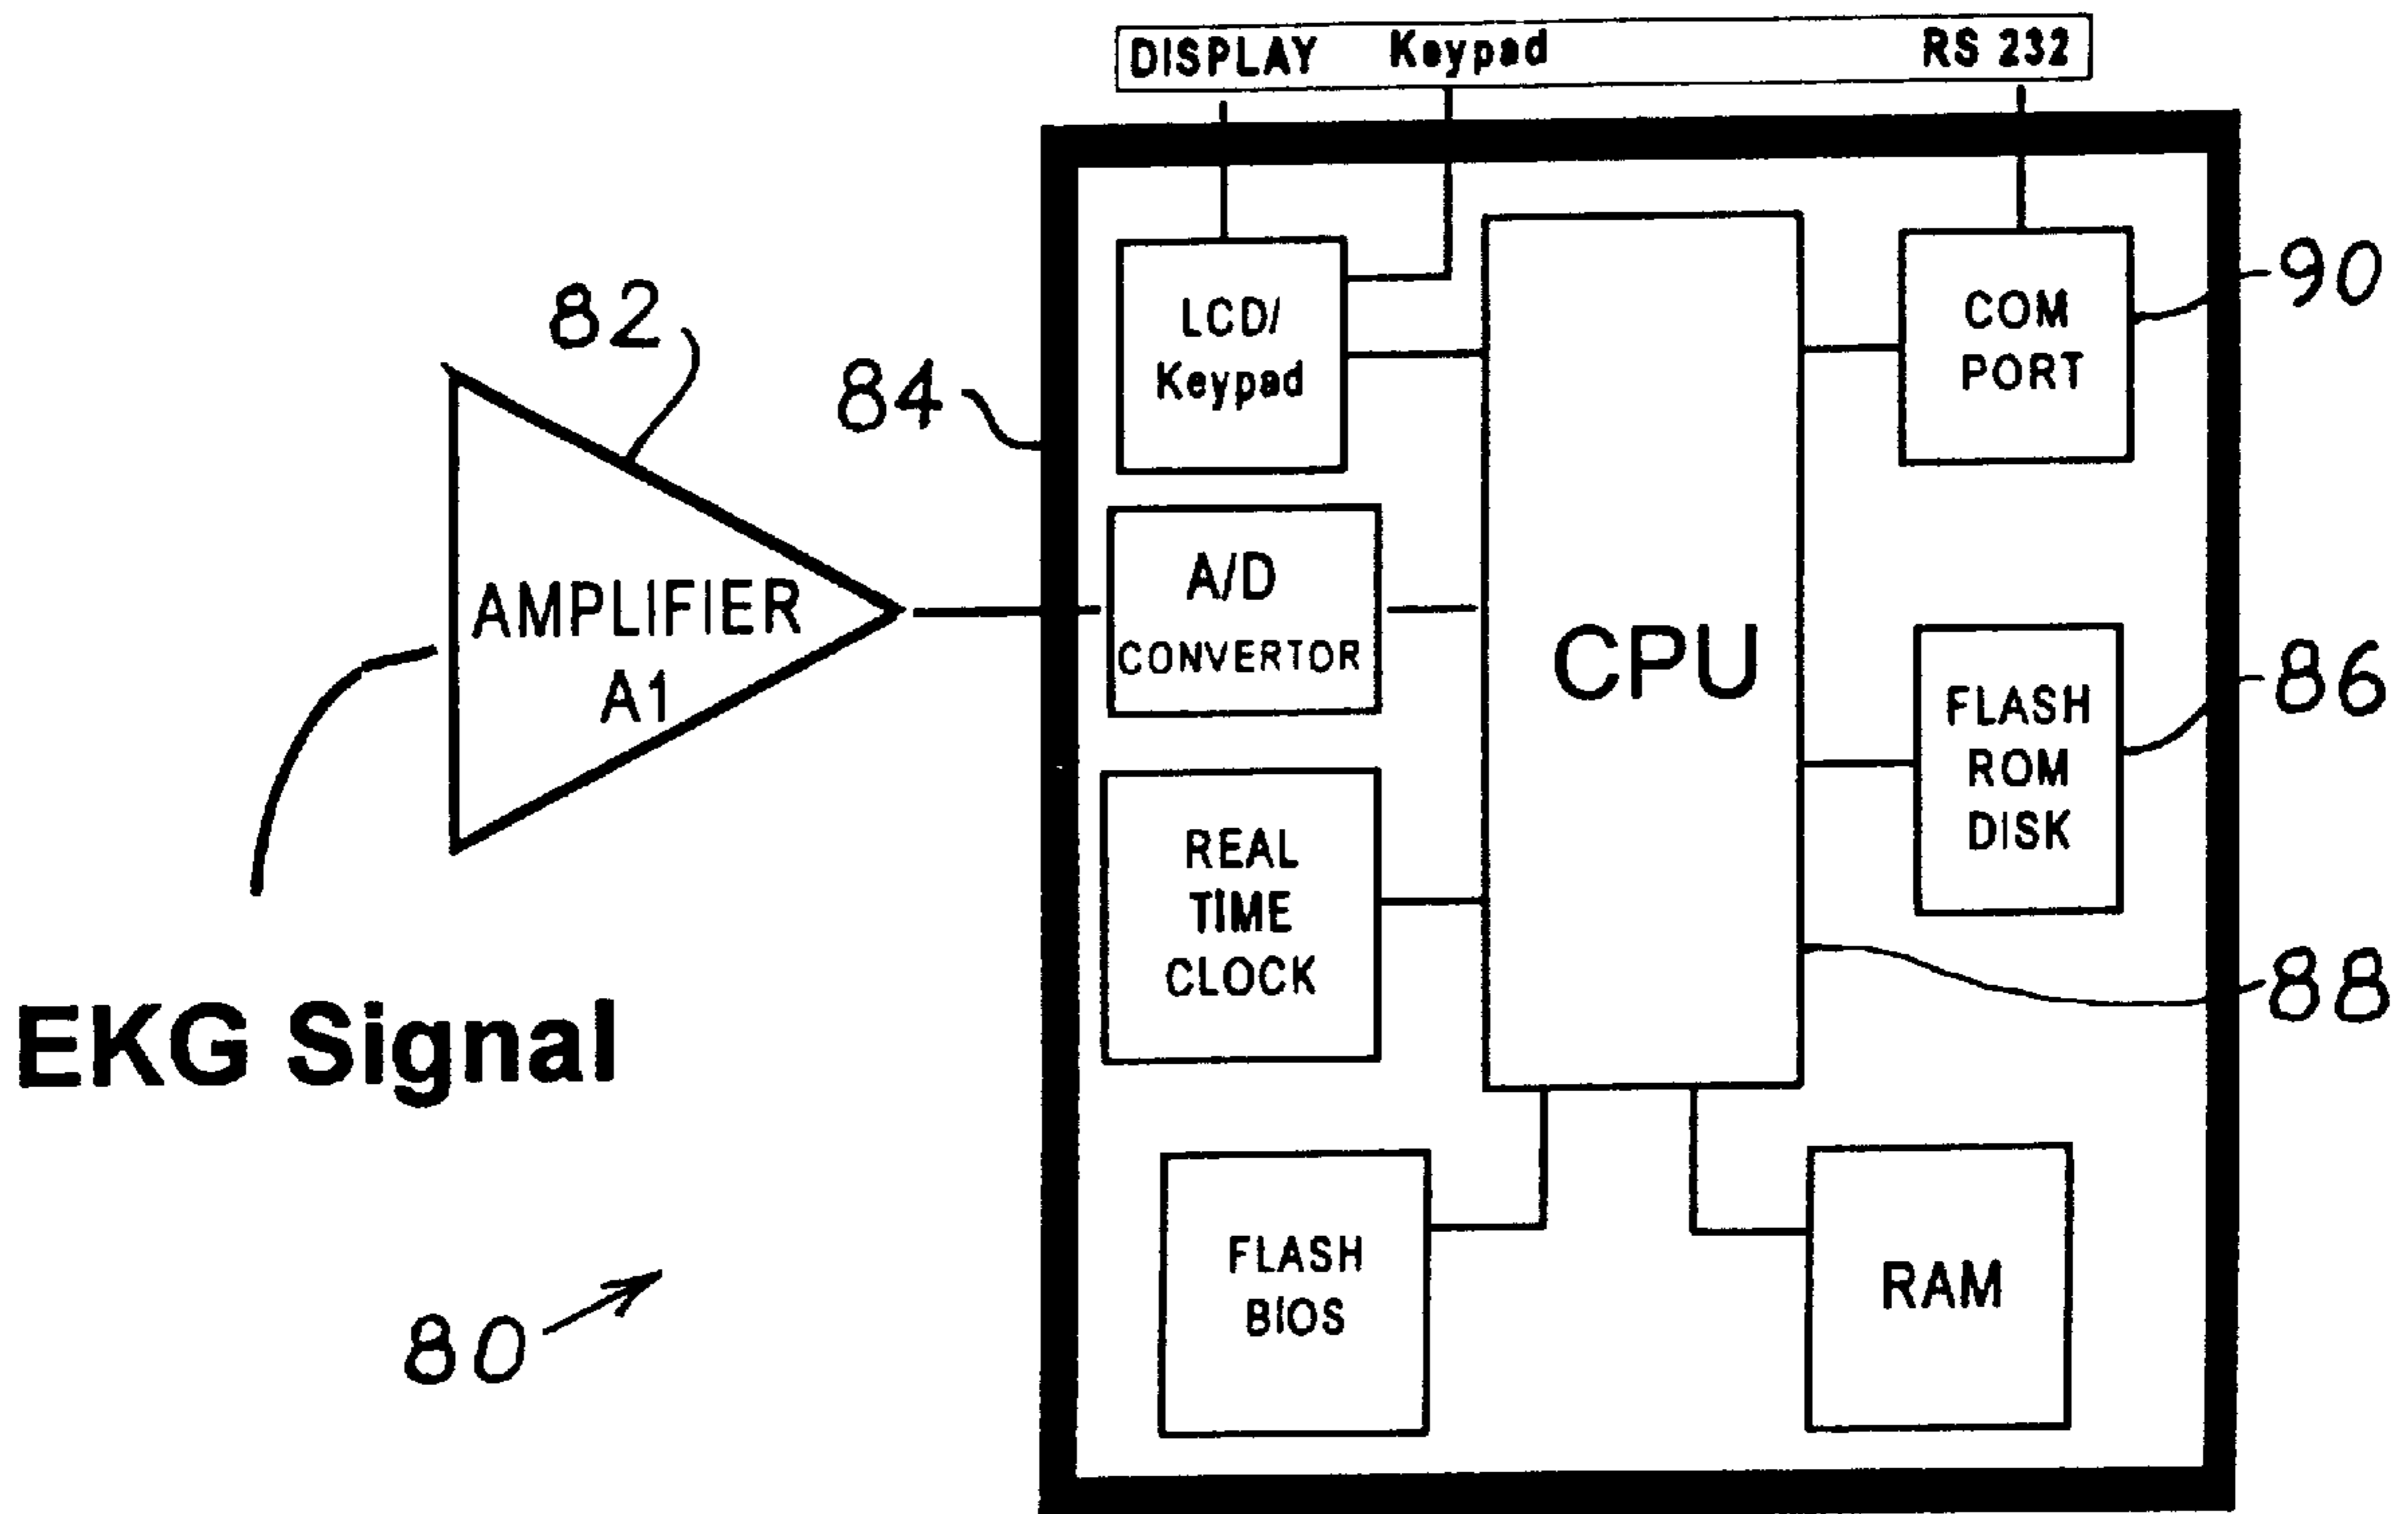 DISPLAY Keypad RS 232
82
84
90
LCD/
Keypad
COM
PORT
AMPLIFIER
A1
A/D
CONVERTOR
CPU
86
FLASH
ROM
DISK
REAL
TIME
CLOCK
88
EKG Signal
80
FLASH
BIOS
RAM